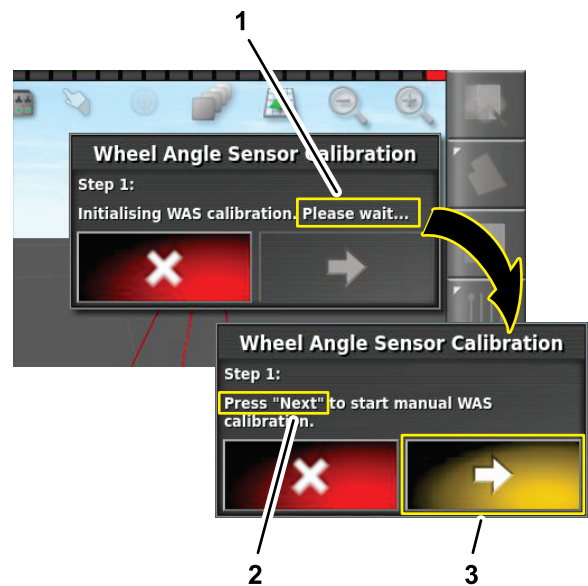 1
Wheel Angle Sensor Calibration
Step 1:
Initialising WAS calibration. Please wait...
Wheel Angle Sensor Calibration
Step 1:
Press "Next" to start manual WAS
calibration.
2
3